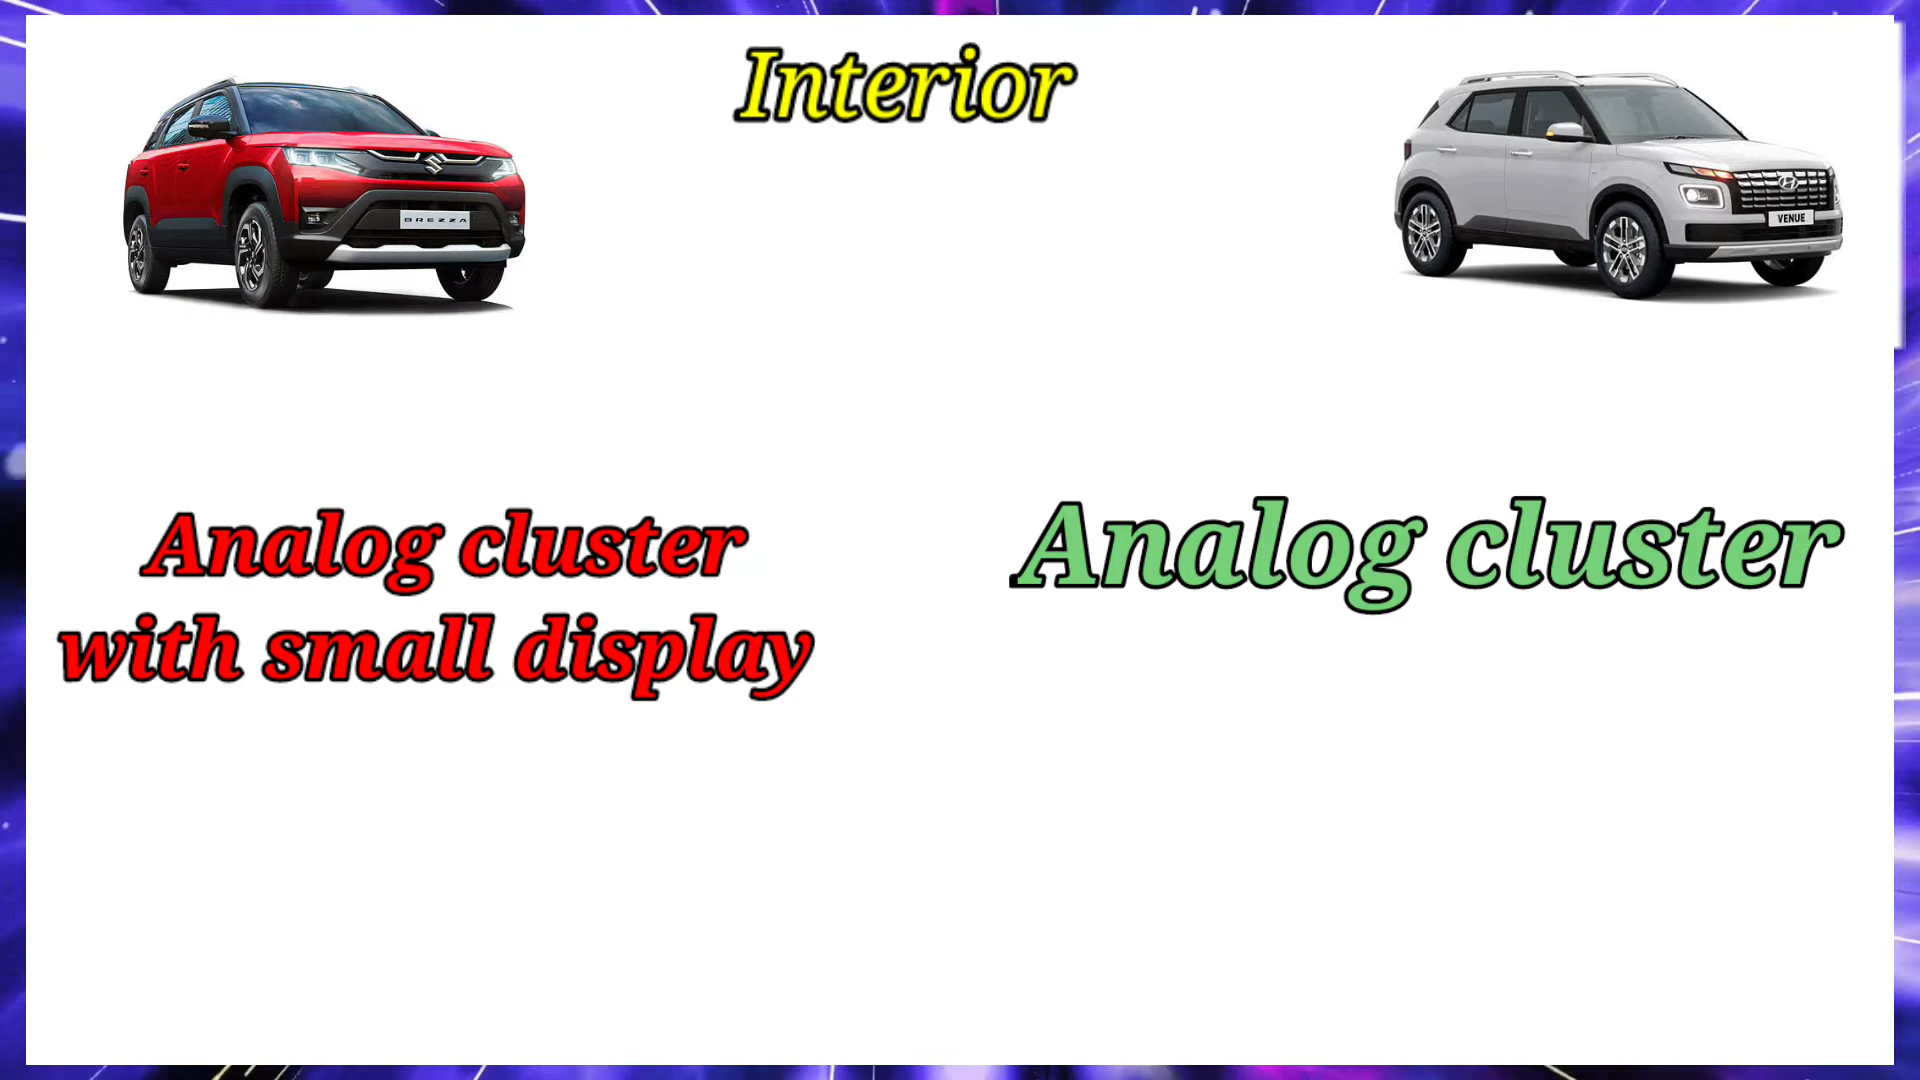 Interior
BREZZA
VENUE
Analog cluster
with small display
Analog cluster